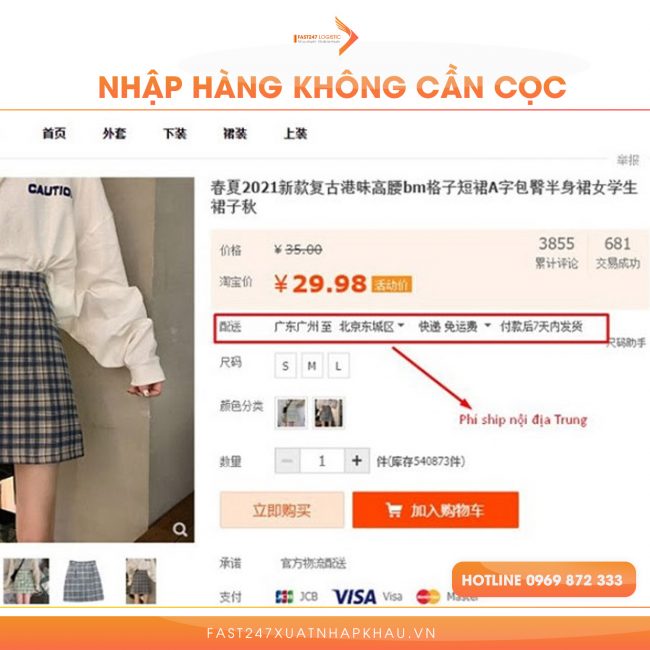 FAST247 LOGISTIC
NHẬP HÀNG KHÔNG CẦN CỌC
首页 外套 下装 裙装 上装
举报
春夏2021新款复古港味高腰bm格子短裙A字包臀半身裙女学生
裙子秋
CAUTIO
价格 ¥ 35.00
3855 681
累计评论 交易成功
淘宝价 ¥ 29.98 活动价
配送 广东广州 至 北京东城区 快递 免运费 付款后7天内发货
尺码助手
尺码 S M L
颜色分类
Phí ship nội địa Trung
数量 1 件(库存540873件)
立即购买 加入购物车
承诺 官方物流配送
支付 JCB JCB VISA Visa Master
HOTLINE 0969 872 333
FAST247XUATNHAPKHAU.VN